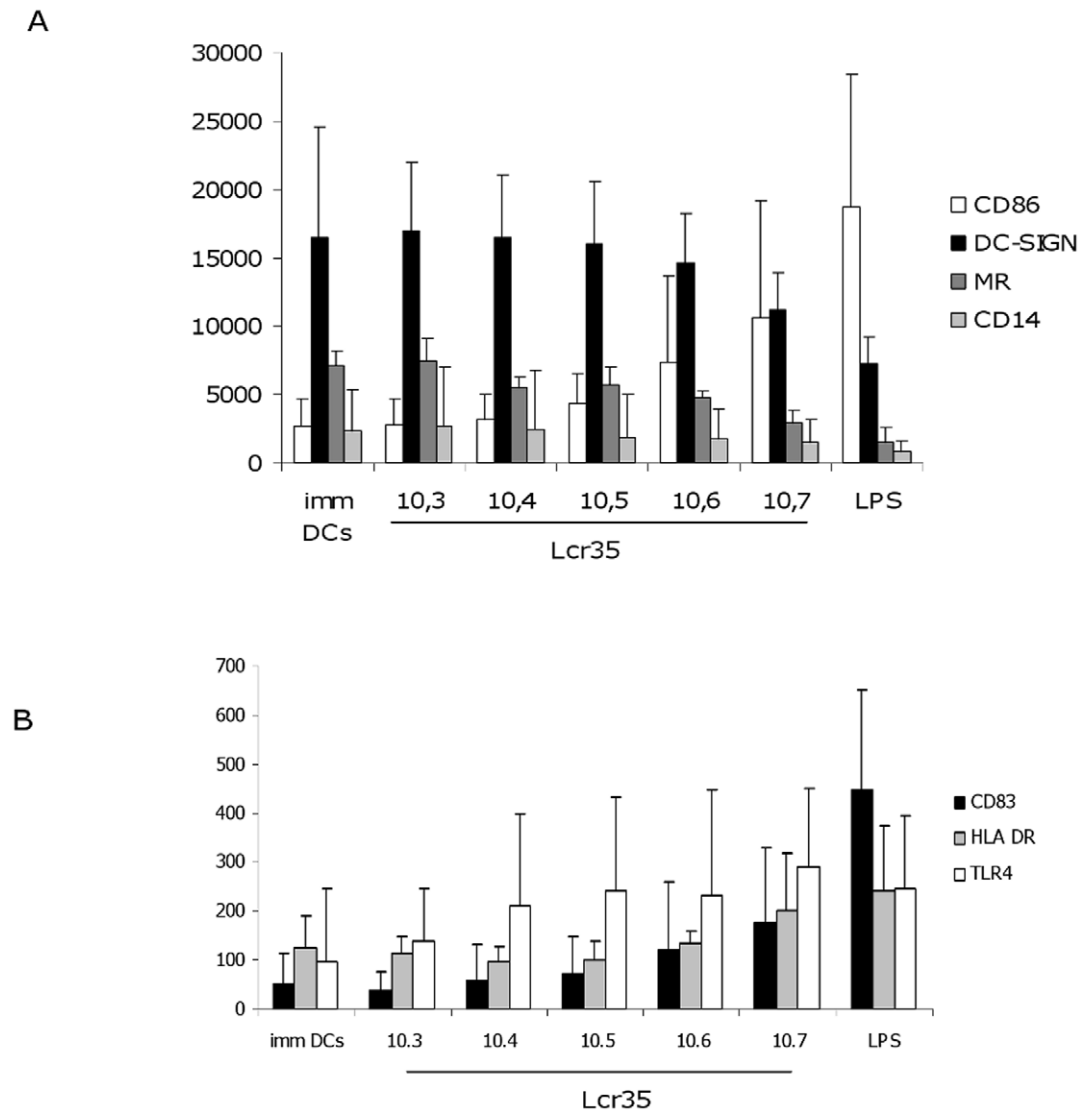 A
30000
25000
20000
15000
10000
5000
0
CD86
DC-SIGN
MR
CD14
imm DCs 10,3 10,4 10,5 10,6 10,7 LPS
Lcr35
B
700
600
500
400
300
200
100
0
CD83
HLA DR
TLR4
imm DCs 10.3 10.4 10.5 10.6 10.7 LPS
Lcr35